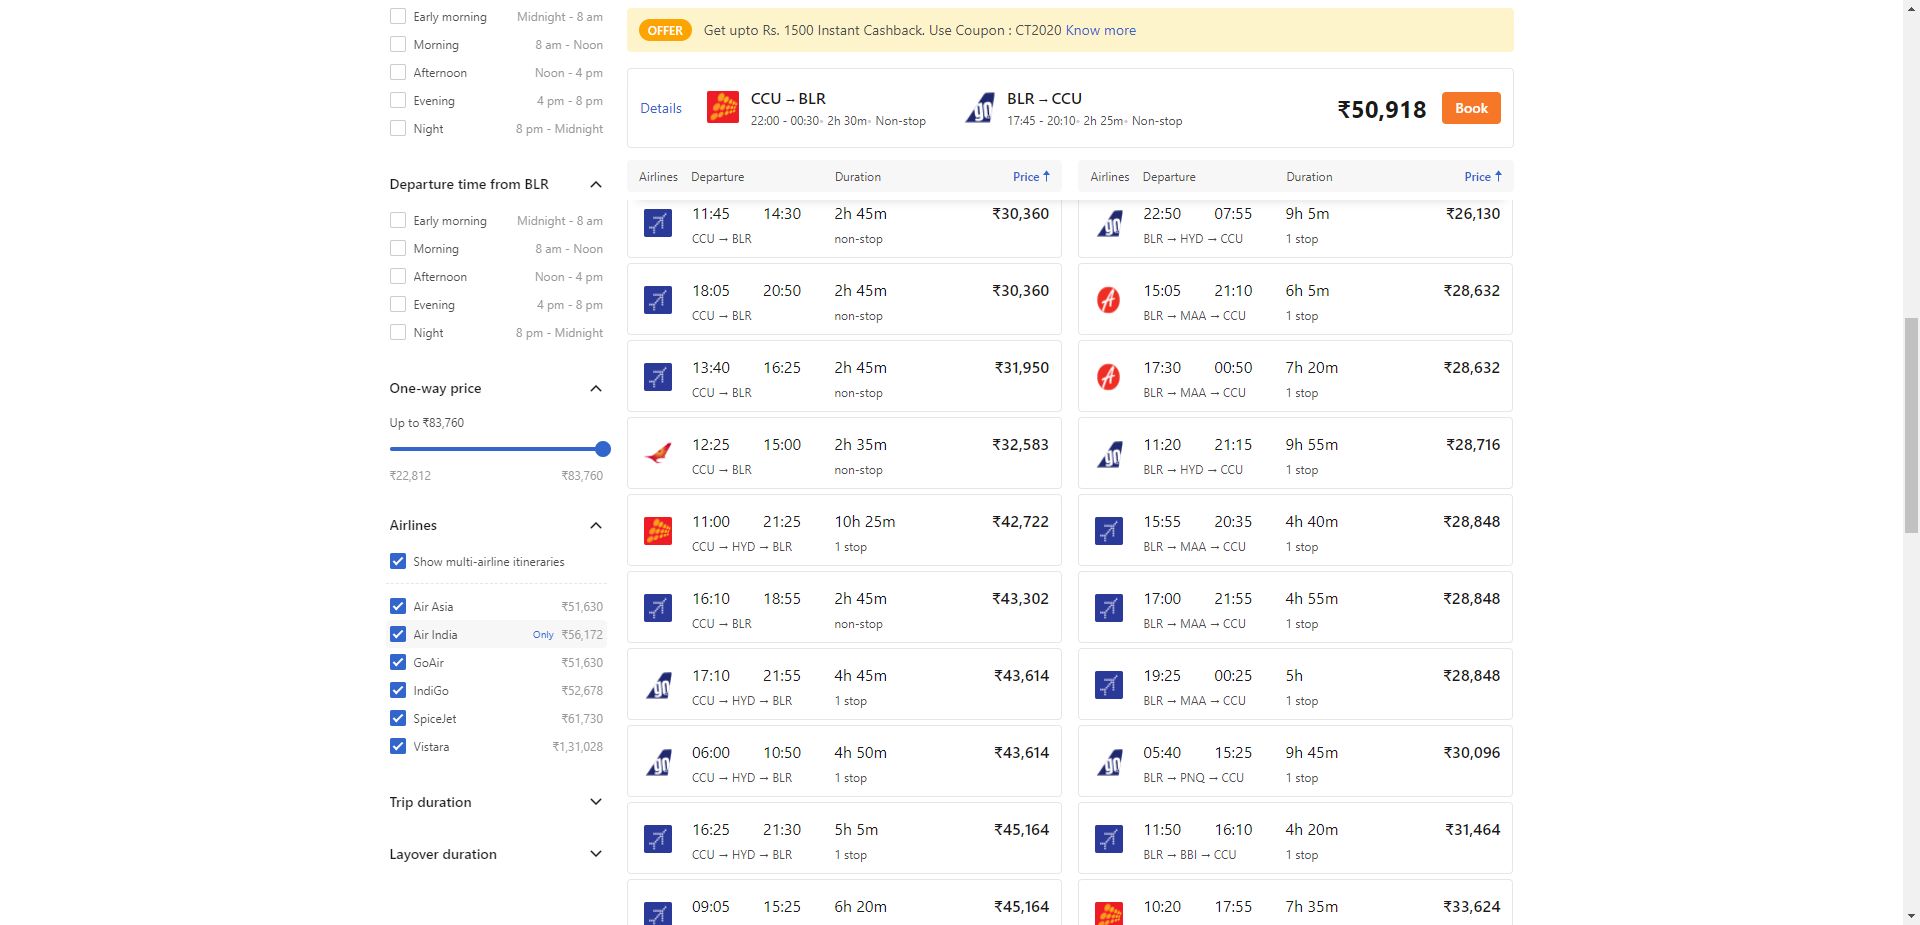 Early morning Midnight - 8 am
Morning 8 am - Noon
Afternoon Noon - 4 pm
Evening 4 pm - 8 pm
Night 8 pm - Midnight
Departure time from BLR
Early morning Midnight - 8 am
Morning 8 am - Noon
Afternoon Noon - 4 pm
Evening 4 pm - 8 pm
Night 8 pm - Midnight
One-way price
Up to ₹83,760
₹22,812 ₹83,760
Airlines
Show multi-airline itineraries
Air Asia ₹51,630
Air India Only ₹56,172
GoAir ₹51,630
IndiGo ₹52,678
SpiceJet ₹61,730
Vistara ₹1,31,028
Trip duration
Layover duration
OFFER Get upto Rs. 1500 Instant Cashback. Use Coupon : CT2020 Know more
Details
CCU → BLR
22:00 - 00:30• 2h 30m• Non-stop
go
BLR → CCU
17:45 - 20:10• 2h 25m• Non-stop
₹50,918 Book
Airlines Departure Duration Price ↑
11:45 14:30 2h 45m ₹30,360
CCU → BLR non-stop
18:05 20:50 2h 45m ₹30,360
CCU → BLR non-stop
13:40 16:25 2h 45m ₹31,950
CCU → BLR non-stop
12:25 15:00 2h 35m ₹32,583
CCU → BLR non-stop
11:00 21:25 10h 25m ₹42,722
CCU → HYD → BLR 1 stop
16:10 18:55 2h 45m ₹43,302
CCU → BLR non-stop
go 17:10 21:55 4h 45m ₹43,614
CCU → HYD → BLR 1 stop
go 06:00 10:50 4h 50m ₹43,614
CCU → HYD → BLR 1 stop
16:25 21:30 5h 5m ₹45,164
CCU → HYD → BLR 1 stop
09:05 15:25 6h 20m ₹45,164
Airlines Departure Duration Price ↑
go 22:50 07:55 9h 5m ₹26,130
BLR → HYD → CCU 1 stop
A 15:05 21:10 6h 5m ₹28,632
BLR → MAA → CCU 1 stop
A 17:30 00:50 7h 20m ₹28,632
BLR → MAA → CCU 1 stop
go 11:20 21:15 9h 55m ₹28,716
BLR → HYD → CCU 1 stop
15:55 20:35 4h 40m ₹28,848
BLR → MAA → CCU 1 stop
17:00 21:55 4h 55m ₹28,848
BLR → MAA → CCU 1 stop
19:25 00:25 5h ₹28,848
BLR → MAA → CCU 1 stop
go 05:40 15:25 9h 45m ₹30,096
BLR → PNQ → CCU 1 stop
11:50 16:10 4h 20m ₹31,464
BLR → BBI → CCU 1 stop
10:20 17:55 7h 35m ₹33,624